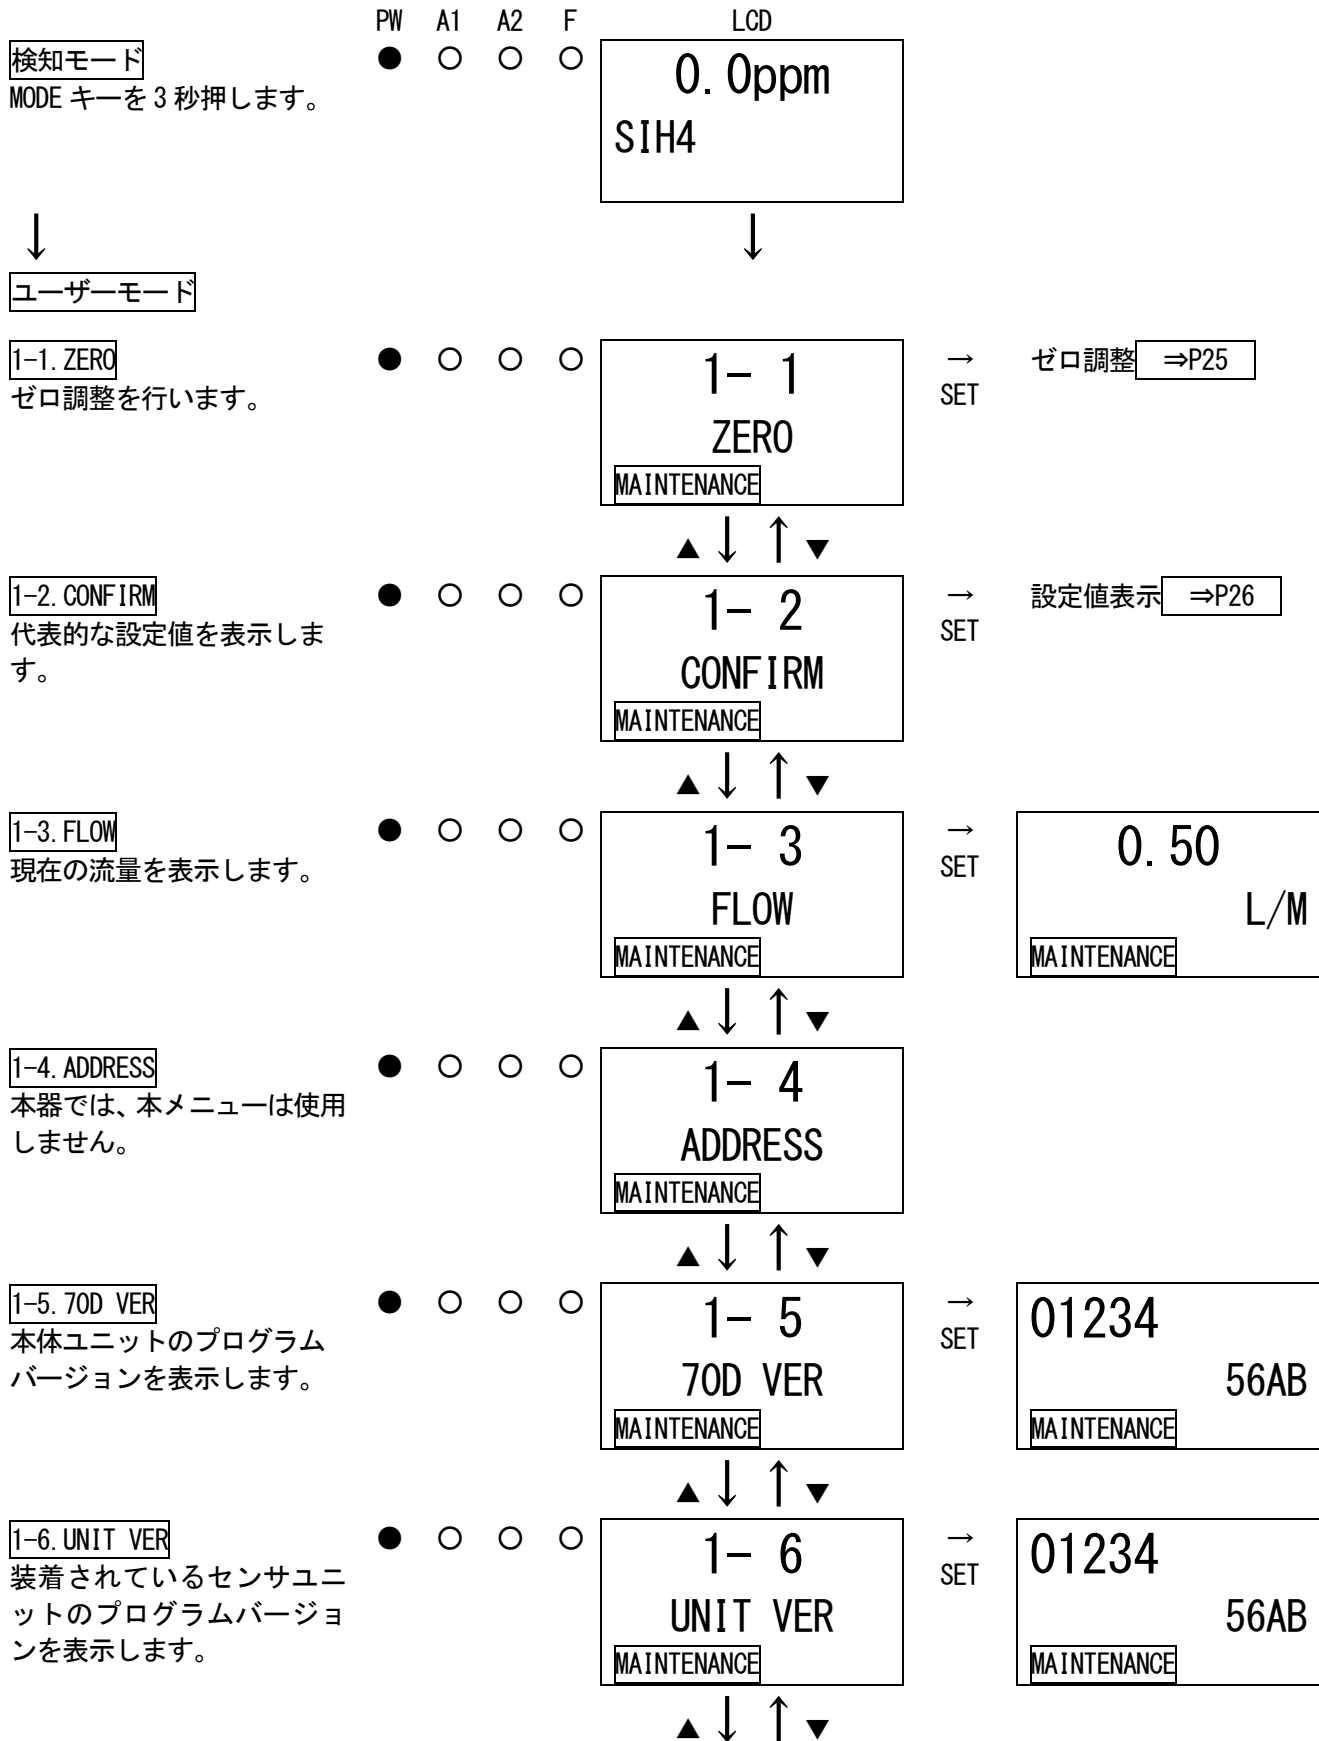 PW A1 A2 F LCD
検知モード ● ○ ○ ○ 0.0ppm
MODE キーを 3 秒押します。
SIH4
↓ ↓
ユーザーモード
1-1.ZERO ● ○ ○ ○ 1- 1 → ゼロ調整 ⇒P25
ゼロ調整を行います。 SET
ZERO
MAINTENANCE
▲ ↓ ↑ ▼
1-2.CONFIRM ● ○ ○ ○ 1- 2 → 設定値表示 ⇒P26
代表的な設定値を表示しま SET
す。 CONFIRM
MAINTENANCE
▲ ↓ ↑ ▼
1-3.FLOW ● ○ ○ ○ 1- 3 → 0.50
現在の流量を表示します。 SET
FLOW L/M
MAINTENANCE MAINTENANCE
▲ ↓ ↑ ▼
1-4.ADDRESS ● ○ ○ ○ 1- 4
本器では、本メニューは使用
しません。 ADDRESS
MAINTENANCE
▲ ↓ ↑ ▼
1-5.70D VER ● ○ ○ ○ 1- 5 → 01234
本体ユニットのプログラム SET
バージョンを表示します。 70D VER 56AB
MAINTENANCE MAINTENANCE
▲ ↓ ↑ ▼
1-6.UNIT VER ● ○ ○ ○ 1- 6 → 01234
装着されているセンサユニ SET
ットのプログラムバージョ UNIT VER 56AB
ンを表示します。 MAINTENANCE MAINTENANCE
▲ ↓ ↑ ▼